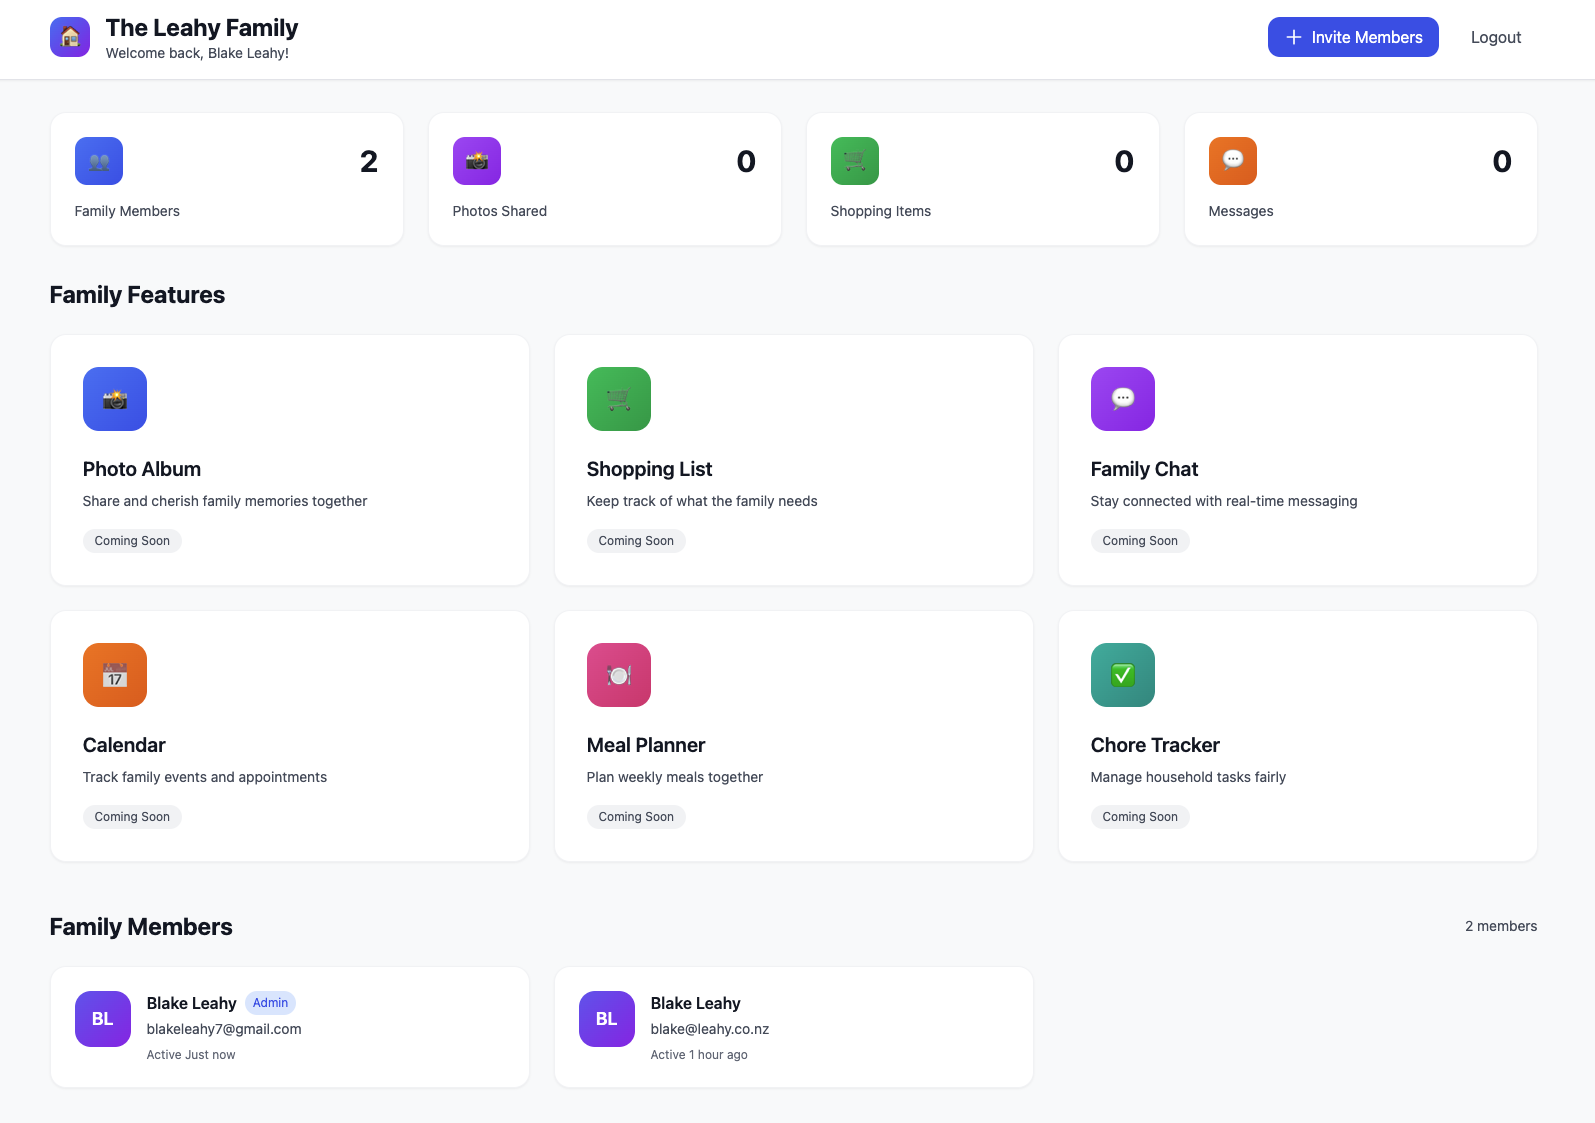 The Leahy Family
Welcome back, Blake Leahy!
Invite Members
Logout
2
Family Members
0
Photos Shared
0
Shopping Items
0
Messages
Family Features
Photo Album
Share and cherish family memories together
Coming Soon
Shopping List
Keep track of what the family needs
Coming Soon
Family Chat
Stay connected with real-time messaging
Coming Soon
17
Calendar
Track family events and appointments
Coming Soon
Meal Planner
Plan weekly meals together
Coming Soon
Chore Tracker
Manage household tasks fairly
Coming Soon
Family Members
2 members
BL
Blake Leahy Admin
blakeleahy7@gmail.com
Active Just now
BL
Blake Leahy
blake@leahy.co.nz
Active 1 hour ago